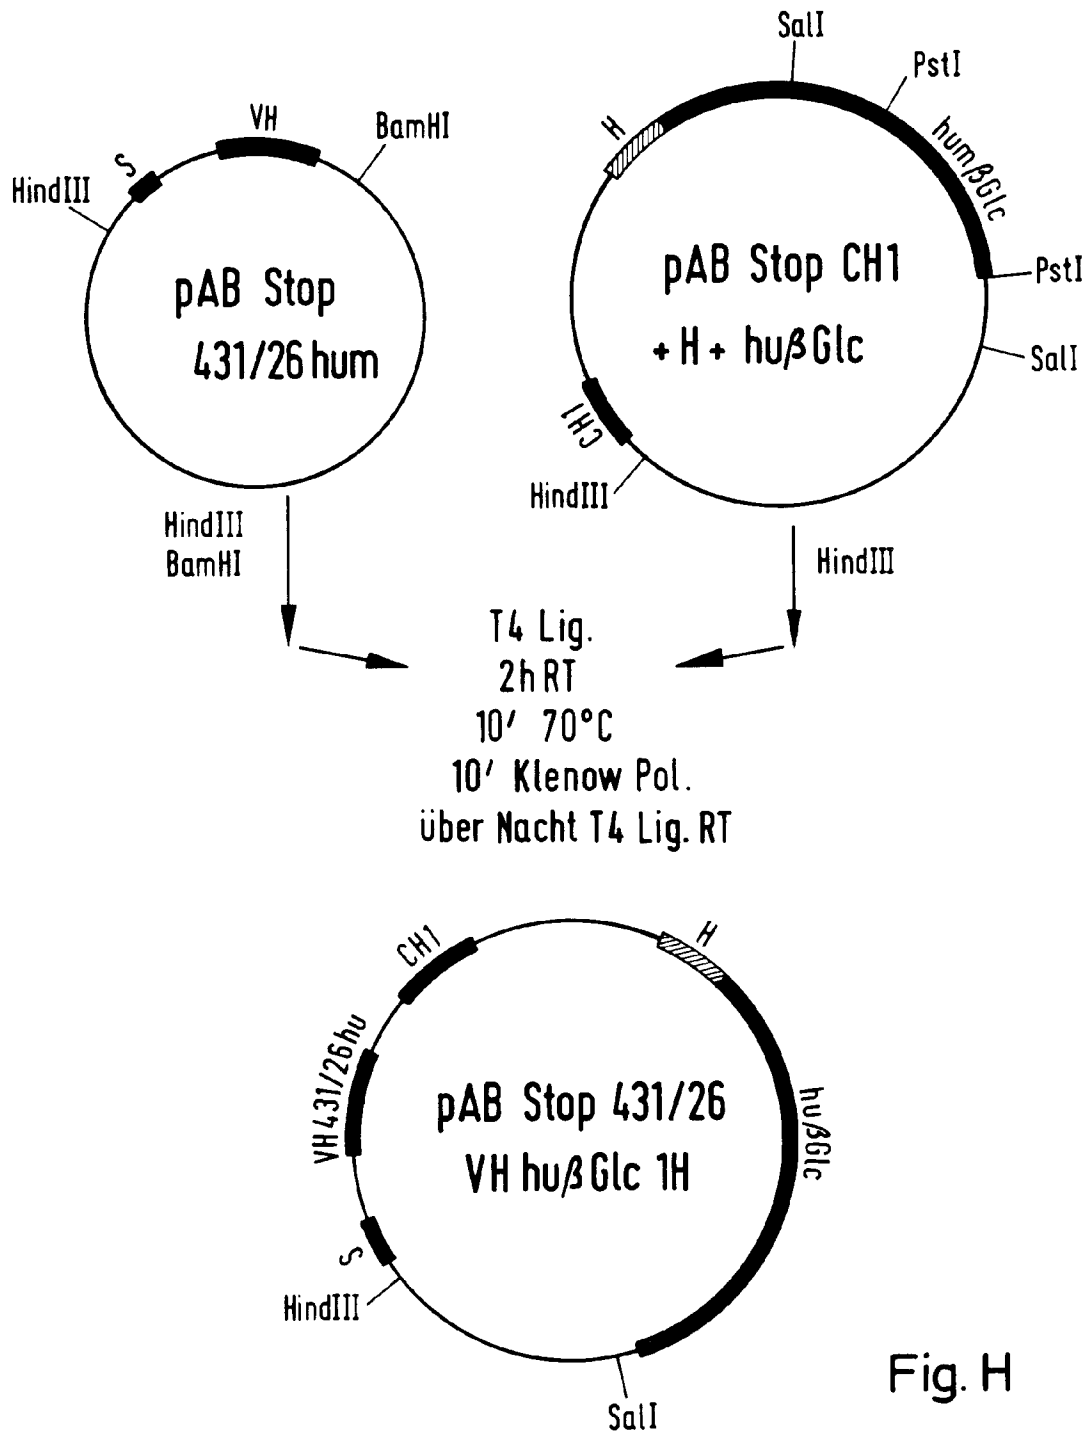 VH
BamHI
S
HindIII
pAB Stop
431/26 hum
SalI
PstI
H
humβGlc
PstI
pAB Stop CH1
+ H + huβGlc
SalI
CH1
HindIII
HindIII
BamHI
HindIII
T4 Lig.
2h RT
10′ 70°C
10′ Klenow Pol.
über Nacht T4 Lig. RT
CH1
H
VH 431/26hu
pAB Stop 431/26
VH huβGlc 1H
huβGlc
S
HindIII
SalI
Fig. H